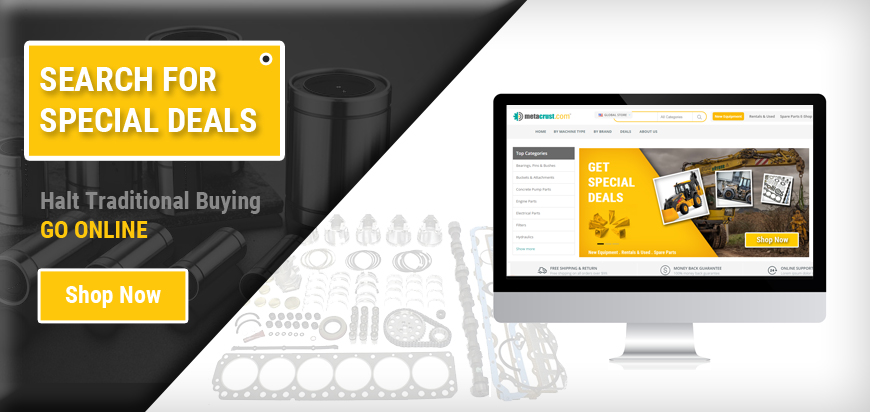 SEARCH FOR
SPECIAL DEALS
Halt Traditional Buying
GO ONLINE
Shop Now
metacrust.com
GLOBAL STORE
All Categories
New Equipment
Rentals & Used
Spare Parts E-Shop
HOME
BY MACHINE TYPE
BY BRAND
DEALS
ABOUT US
Top Categories
Bearings, Pins & Bushes
Buckets & Attachments
Concrete Pump Parts
Engine Parts
Electrical Parts
Filters
Hydraulics
Show more
GET
SPECIAL
DEALS
Shop Now
New Equipment . Rentals & Used . Spare Parts
FREE SHIPPING & RETURN
MONEY BACK GUARANTEE
ONLINE SUPPORT